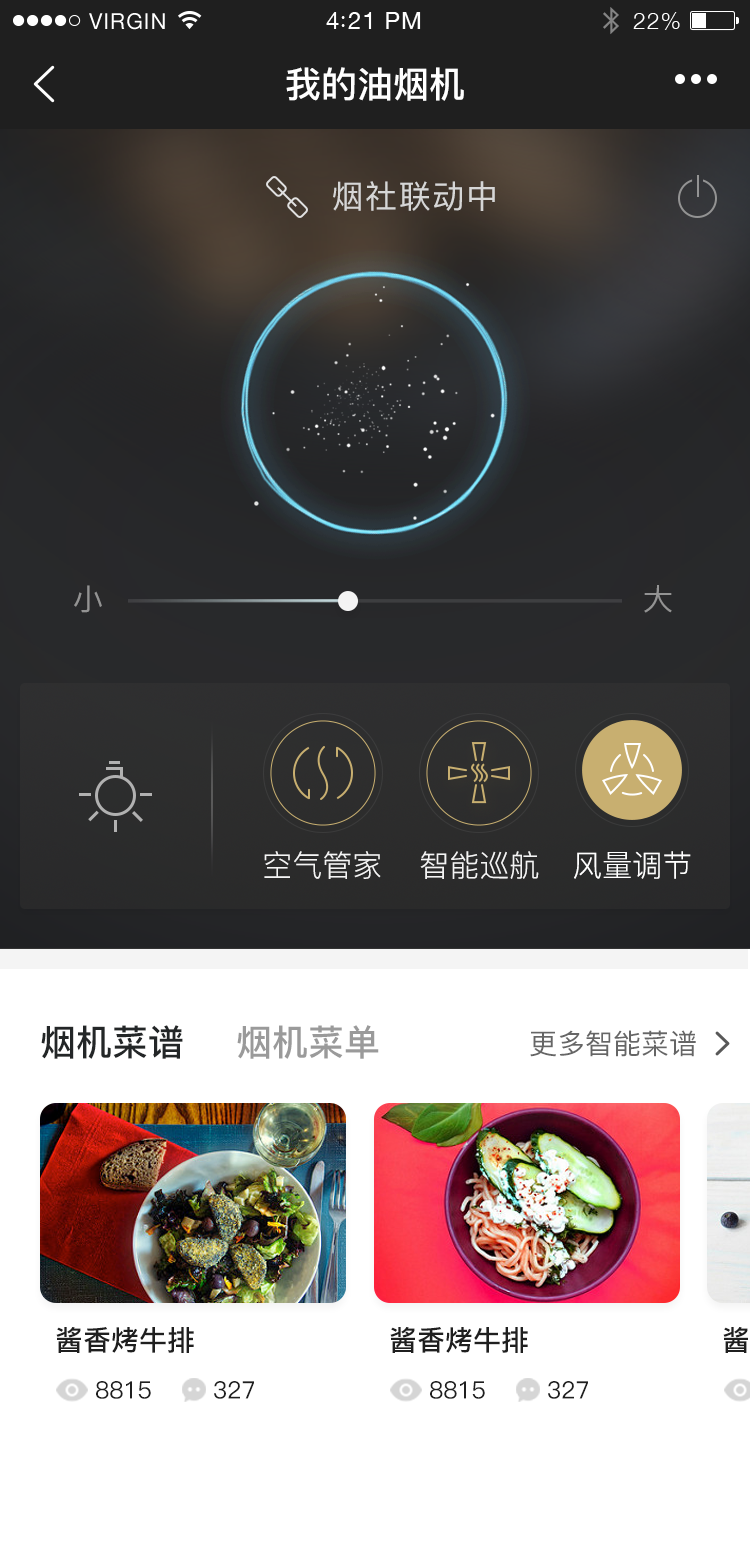 VIRGIN 4:21 PM 22%
我的油烟机
烟社联动中
小 大
空气管家 智能巡航 风量调节
烟机菜谱 烟机菜单 更多智能菜谱
酱香烤牛排 酱香烤牛排 酱
8815 327 8815 327